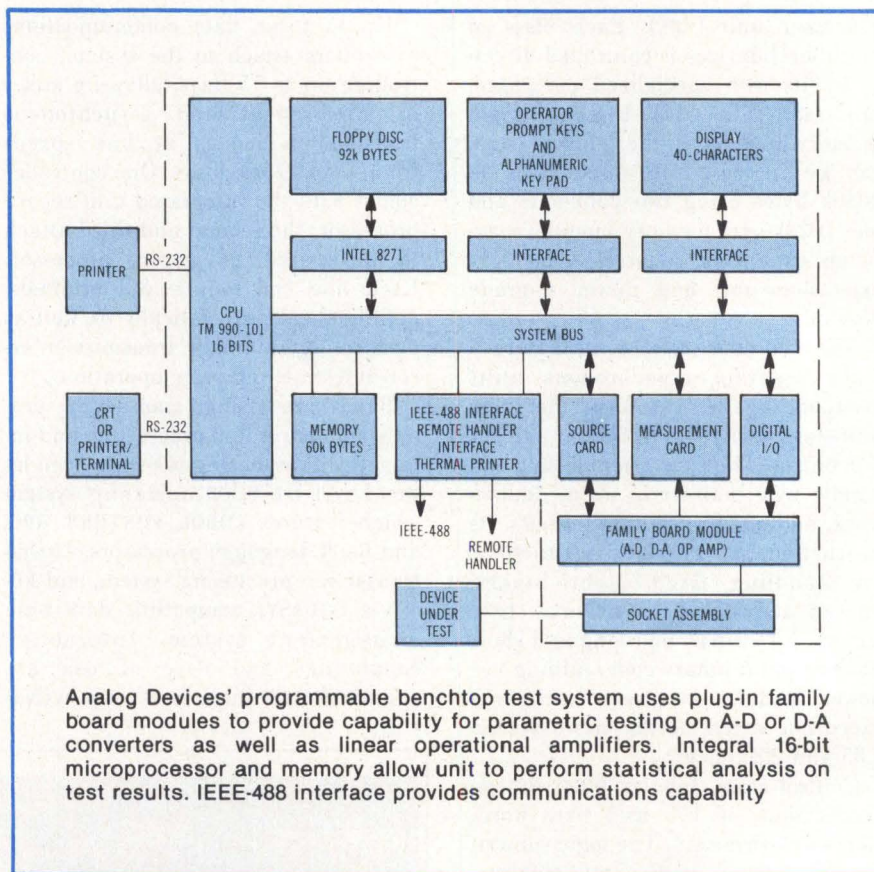 FLOPPY DISC
92k BYTES
OPERATOR
PROMPT KEYS
AND
ALPHANUMERIC
KEY PAD
DISPLAY
40-CHARACTERS
PRINTER
RS-232
CPU
TM 990-101
16 BITS
INTEL 8271
INTERFACE
INTERFACE
SYSTEM BUS
CRT
OR
PRINTER/
TERMINAL
RS-232
MEMORY
60k BYTES
IEEE-488 INTERFACE
REMOTE HANDLER
INTERFACE
THERMAL PRINTER
SOURCE
CARD
MEASUREMENT
CARD
DIGITAL
I/O
IEEE-488
REMOTE
HANDLER
FAMILY BOARD MODULE
(A-D, D-A, OP AMP)
DEVICE
UNDER
TEST
SOCKET ASSEMBLY
Analog Devices' programmable benchtop test system uses plug-in family
board modules to provide capability for parametric testing on A-D or D-A
converters as well as linear operational amplifiers. Integral 16-bit
microprocessor and memory allow unit to perform statistical analysis on
test results. IEEE-488 interface provides communications capability